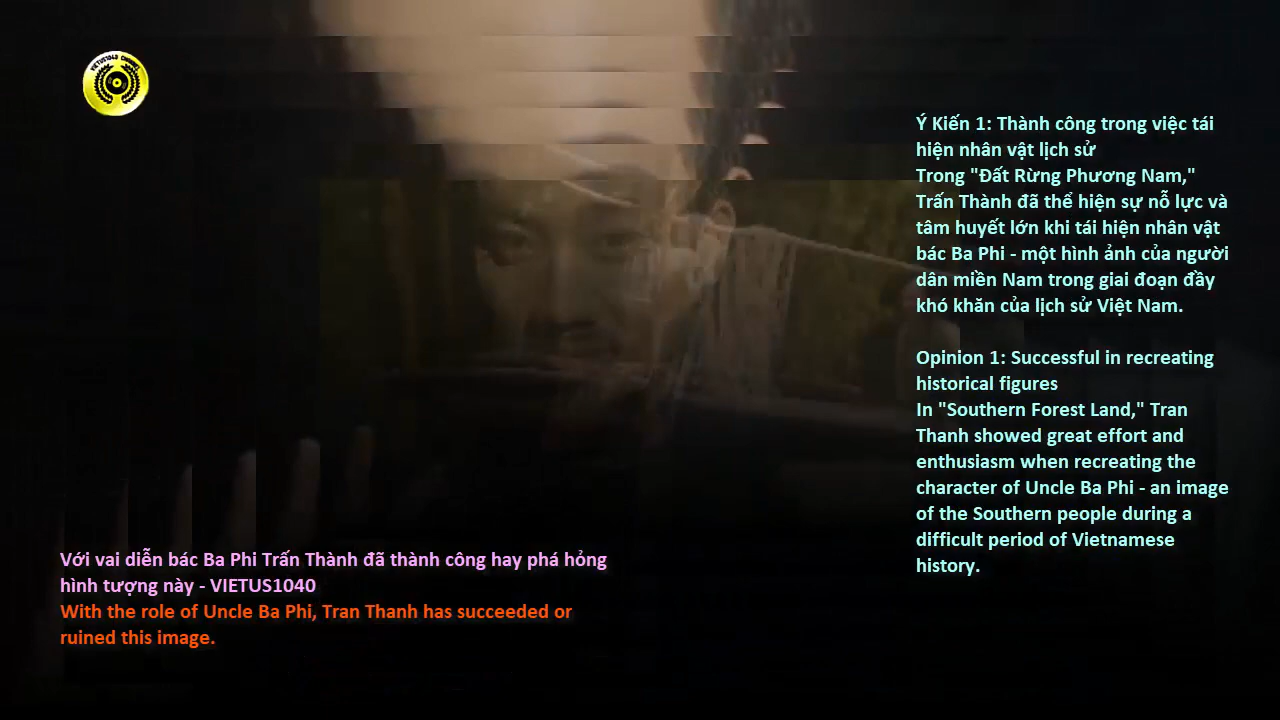 VIETUS1040 CHANNEL
Ý Kiến 1: Thành công trong việc tái
hiện nhân vật lịch sử
Trong "Đất Rừng Phương Nam,"
Trấn Thành đã thể hiện sự nỗ lực và
tâm huyết lớn khi tái hiện nhân vật
bác Ba Phi - một hình ảnh của người
dân miền Nam trong giai đoạn đầy
khó khăn của lịch sử Việt Nam.
Opinion 1: Successful in recreating
historical figures
In "Southern Forest Land," Tran
Thanh showed great effort and
enthusiasm when recreating the
character of Uncle Ba Phi - an image
of the Southern people during a
difficult period of Vietnamese
history.
Với vai diễn bác Ba Phi Trấn Thành đã thành công hay phá hỏng
hình tượng này - VIETUS1040
With the role of Uncle Ba Phi, Tran Thanh has succeeded or
ruined this image.